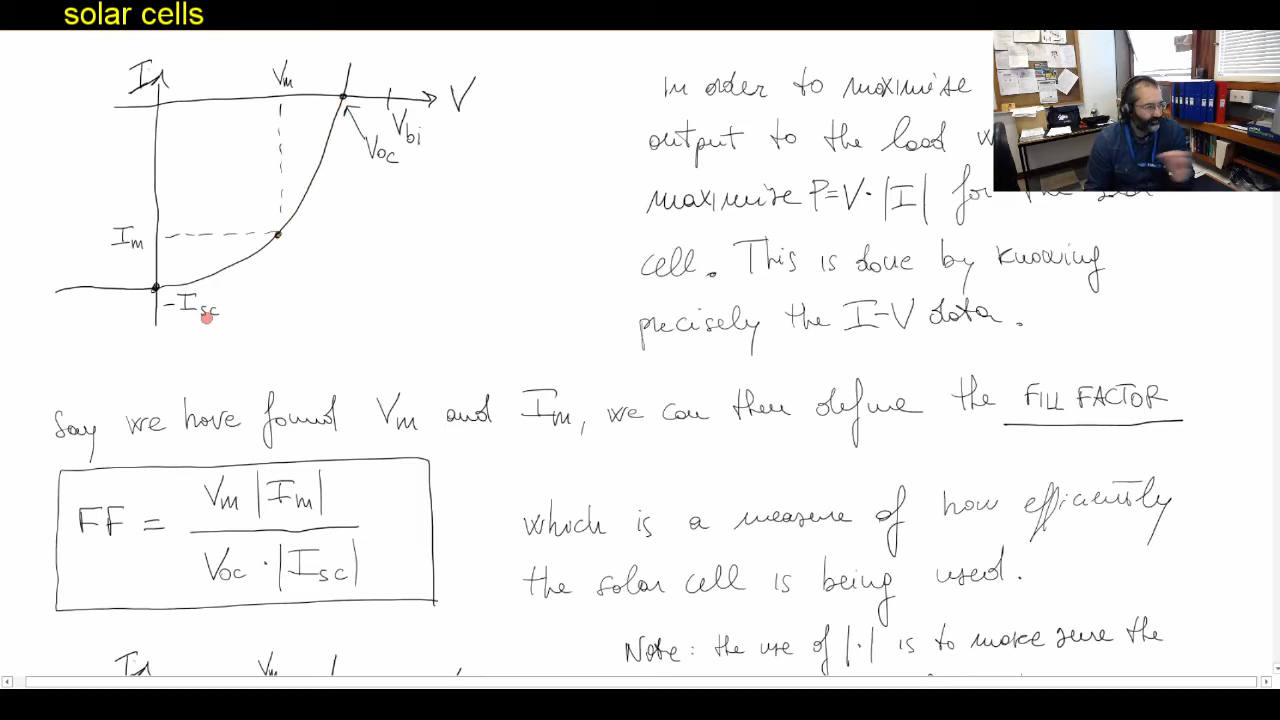 solar cells
I
Vm
V
Vbi
Voc
Im
-Isc
In order to maximise
output to the load
maximise P=V·|I| for the
cell. This is done by knowing
precisely the I-V data.
say we have found Vm and Im, we can then define the FILL FACTOR
FF = Vm |Im| / Voc · |Isc|
which is a measure of how efficiently
the solar cell is being used.
Note: the use of |·| is to make sure the